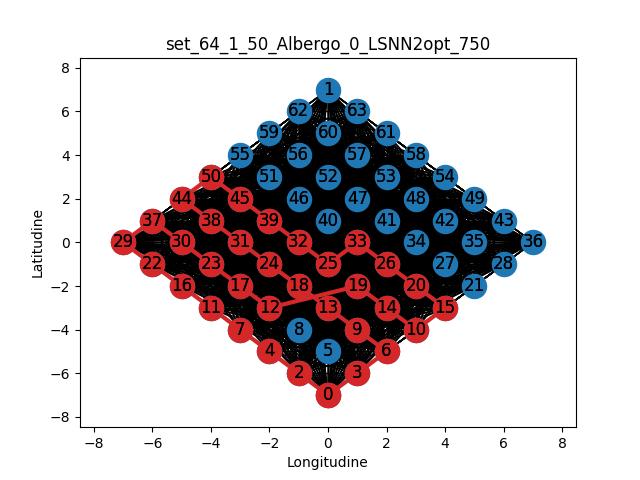 set_64_1_50_Albergo_0_LSNN2opt_750
8
6
4
2
0
−2
−4
−6
−8
Latitudine
1
62 63
59 60 61
55 56 57 58
50 51 52 53 54
44 45 46 47 48 49
37 38 39 40 41 42 43
29 30 31 32 33 34 35 36
22 23 24 25 26 27 28
16 17 18 19 20 21
11 12 13 14 15
7 8 9 10
4 5 6
2 3
0
−8 −6 −4 −2 0 2 4 6 8
Longitudine